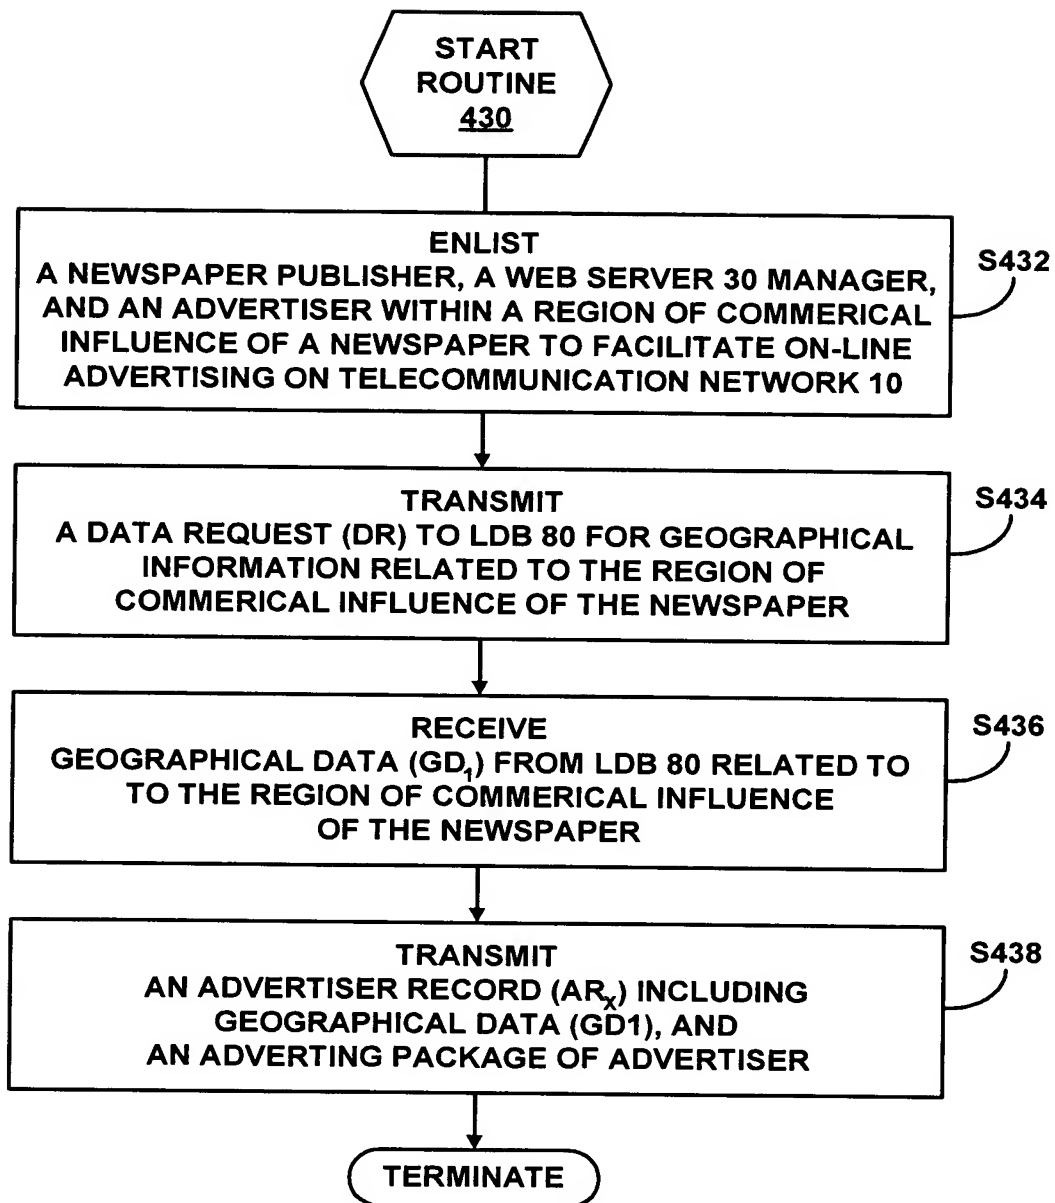 START
ROUTINE
430
ENLIST
A NEWSPAPER PUBLISHER, A WEB SERVER 30 MANAGER,
AND AN ADVERTISER WITHIN A REGION OF COMMERICAL
INFLUENCE OF A NEWSPAPER TO FACILITATE ON-LINE
ADVERTISING ON TELECOMMUNICATION NETWORK 10
S432
TRANSMIT
A DATA REQUEST (DR) TO LDB 80 FOR GEOGRAPHICAL
INFORMATION RELATED TO THE REGION OF
COMMERICAL INFLUENCE OF THE NEWSPAPER
S434
RECEIVE
GEOGRAPHICAL DATA (GD₁) FROM LDB 80 RELATED TO
TO THE REGION OF COMMERICAL INFLUENCE
OF THE NEWSPAPER
S436
TRANSMIT
AN ADVERTISER RECORD (ARₓ) INCLUDING
GEOGRAPHICAL DATA (GD1), AND
AN ADVERTING PACKAGE OF ADVERTISER
S438
TERMINATE